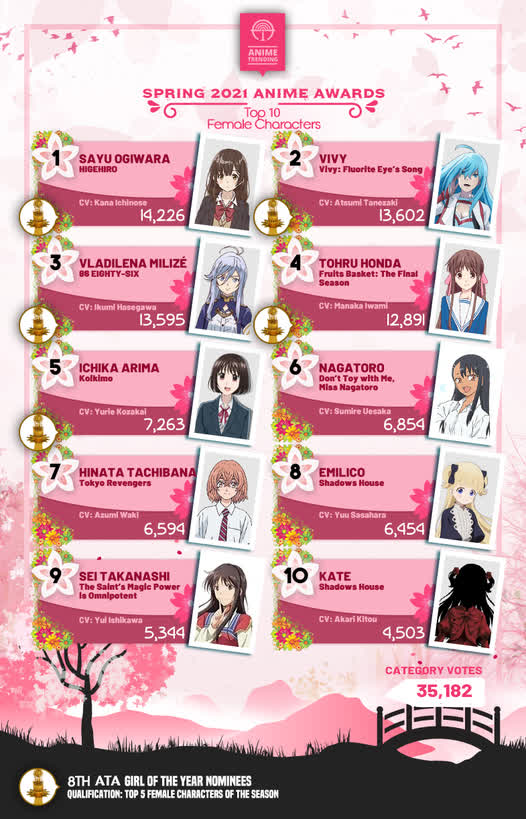 ANIME
TRENDING
SPRING 2021 ANIME AWARDS
Top 10
Female Characters
1
SAYU OGIWARA
HIGEHIRO
CV: Kana Ichinose
14,226
2
VIVY
Vivy: Fluorite Eye's Song
CV: Atsumi Tanezaki
13,602
3
VLADILENA MILIZÉ
86 EIGHTY-SIX
CV: Ikumi Hasegawa
13,595
4
TOHRU HONDA
Fruits Basket: The Final
Season
CV: Manaka Iwami
12,891
5
ICHIKA ARIMA
Koikimo
CV: Yurie Kozakai
7,263
6
NAGATORO
Don't Toy with Me,
Miss Nagatoro
CV: Sumire Uesaka
6,854
7
HINATA TACHIBANA
Tokyo Revengers
CV: Azumi Waki
6,594
8
EMILICO
Shadows House
CV: Yuu Sasahara
6,454
9
SEI TAKANASHI
The Saint's Magic Power
is Omnipotent
CV: Yui Ishikawa
5,344
10
KATE
Shadows House
CV: Akari Kitou
4,503
CATEGORY VOTES
35,182
8TH ATA GIRL OF THE YEAR NOMINEES
QUALIFICATION: TOP 5 FEMALE CHARACTERS OF THE SEASON